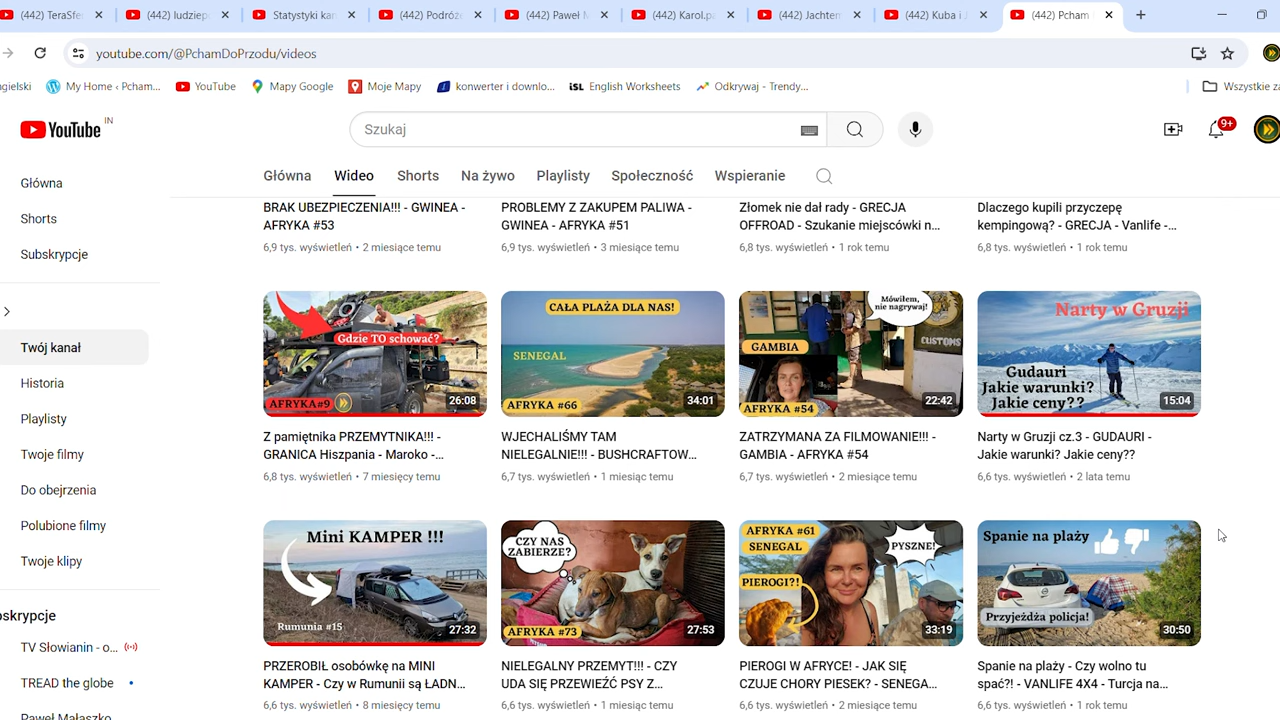 (442) TeraSfe
(442) ludziep
Statystyki kan
(442) Podróże
(442) Paweł M
(442) Karol.pa
(442) Jachtem
(442) Kuba i J
(442) Pcham
youtube.com/@PchamDoPrzodu/videos
gielski
My Home ‹ Pcham...
YouTube
Mapy Google
Moje Mapy
konwerter i downlo...
iSL English Worksheets
Odkrywaj - Trendy...
Wszystkie za
YouTube IN
Szukaj
9+
Główna
Wideo
Shorts
Na żywo
Playlisty
Społeczność
Wspieranie
Główna
Shorts
Subskrypcje
Twój kanał
Historia
Playlisty
Twoje filmy
Do obejrzenia
Polubione filmy
Twoje klipy
bskrypcje
TV Słowianin - o...
TREAD the globe
Paweł Małaszko
BRAK UBEZPIECZENIA!!! - GWINEA -
AFRYKA #53
6,9 tys. wyświetleń • 2 miesiące temu
PROBLEMY Z ZAKUPEM PALIWA -
GWINEA - AFRYKA #51
6,9 tys. wyświetleń • 3 miesiące temu
Złomek nie dał rady - GRECJA
OFFROAD - Szukanie miejscówki n...
6,8 tys. wyświetleń • 1 rok temu
Dlaczego kupili przyczepę
kempingową? - GRECJA - Vanlife -...
6,8 tys. wyświetleń • 1 rok temu
Gdzie TO schować?
AFRYKA#9
26:08
Z pamiętnika PRZEMYTNIKA!!! -
GRANICA Hiszpania - Maroko -...
6,8 tys. wyświetleń • 7 miesięcy temu
CAŁA PLAŻA DLA NAS!
SENEGAL
AFRYKA #66
34:01
WJECHALIŚMY TAM
NIELEGALNIE!!! - BUSHCRAFTOW...
6,7 tys. wyświetleń • 1 miesiąc temu
Mówiłem,
nie nagrywaj!
CUSTOMS
GAMBIA
AFRYKA #54
22:42
ZATRZYMANA ZA FILMOWANIE!!! -
GAMBIA - AFRYKA #54
6,7 tys. wyświetleń • 2 miesiące temu
Narty w Gruzji
Gudauri
Jakie warunki?
Jakie ceny??
15:04
Narty w Gruzji cz.3 - GUDAURI -
Jakie warunki? Jakie ceny??
6,6 tys. wyświetleń • 2 lata temu
Mini KAMPER !!!
Rumunia #15
27:32
PRZEROBIŁ osobówkę na MINI
KAMPER - Czy w Rumunii są ŁADN...
6,6 tys. wyświetleń • 8 miesięcy temu
CZY NAS
ZABIERZE?
AFRYKA #73
27:53
NIELEGALNY PRZEMYT!!! - CZY
UDA SIĘ PRZEWIEŹĆ PSY Z...
6,6 tys. wyświetleń • 1 miesiąc temu
AFRYKA #61
SENEGAL
PYSZNE!
PIEROGI?!
33:19
PIEROGI W AFRYCE! - JAK SIĘ
CZUJE CHORY PIESEK? - SENEGA...
6,6 tys. wyświetleń • 2 miesiące temu
Spanie na plaży
Przyjeżdża policja!
30:50
Spanie na plaży - Czy wolno tu
spać?! - VANLIFE 4X4 - Turcja na...
6,6 tys. wyświetleń • 1 rok temu